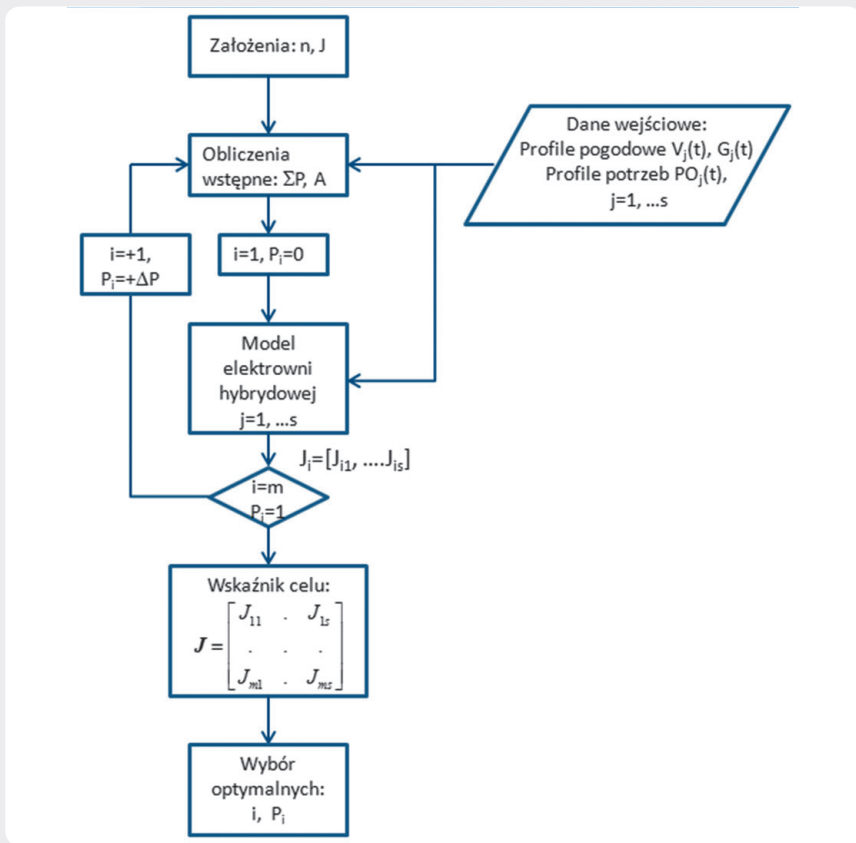 Założenia: n, J
Dane wejściowe:
Profile pogodowe Vj(t), Gj(t)
Profile potrzeb POj(t),
j=1, ...s
Obliczenia
wstępne: ΣP, A
i=+1,
Pi=+ΔP
i=1, Pi=0
Model
elektrowni
hybrydowej
j=1, ...s
Ji=[Ji1, ....Jis]
i=m
Pi=1
Wskaźnik celu:
J11 . J1s
J = . . .
Jm1 . Jms
Wybór
optymalnych:
i, Pi